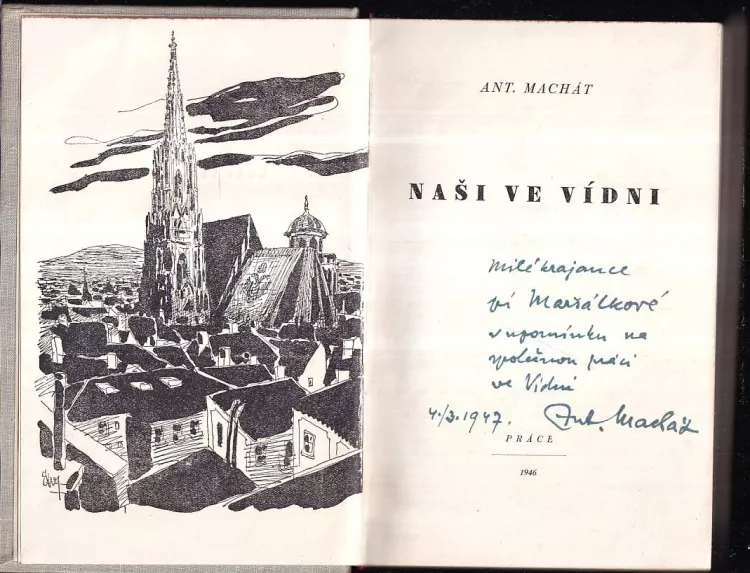 ANT. MACHÁT
NAŠI VE VÍDNI
Milé krajance
pí Maršálkové
v upomínku na
společnou práci
ve Vídni
4./3. 1947. Ant. Machát
PRÁCE
1946